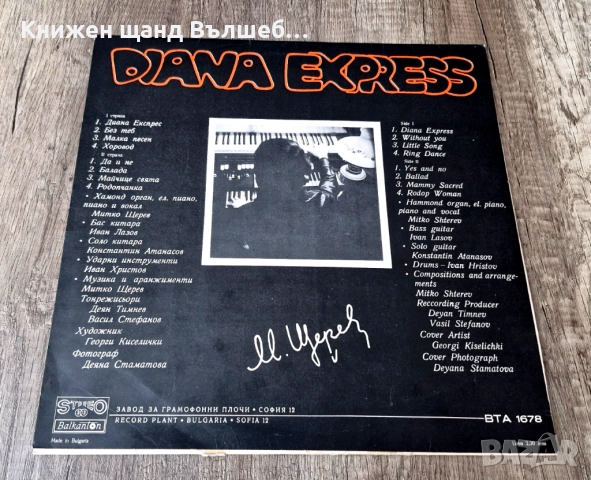 Книжен щанд Вълшеб...
DIANA EXPRESS
I страна
1. Диана Експрес
2. Без теб
3. Малка песен
4. Хоровод
II страна
1. Да и не
2. Балада
3. Майчице свята
4. Родопчанка
• Хамонд орган, ел. пиано,
пиано и вокал
Митко Щерев
• Бас китара
Иван Лазов
• Соло китара
Константин Атанасов
• Ударни инструменти
Иван Христов
• Музика и аранжименти
Митко Щерев
Тонрежисьори
Деян Тимнев
Васил Стефанов
Художник
Георги Киселички
Фотограф
Деяна Стаматова
Side I
1. Diana Express
2. Without you
3. Little Song
4. Ring Dance
Side II
1. Yes and no
2. Ballad
3. Mammy Sacred
4. Rodop Woman
• Hammond organ, el. piano,
piano and vocal
Mitko Shterev
• Bass guitar
Ivan Lasov
• Solo guitar
Konstantin Atanasov
• Drums - Ivan Hristov
• Compositions and arrange-
ments
Mitko Shterev
Reccording Producer
Deyan Timnev
Vasil Stefanov
Cover Artist
Georgi Kiselichki
Cover Photograph
Deyana Stamatova
М. Щерев
STEREO
Balkanton
Made in Bulgaria
ЗАВОД ЗА ГРАМОФОННИ ПЛОЧИ • СОФИЯ 12
RECORD PLANT • BULGARIA • SOFIA 12
ВТА 1678
bazar